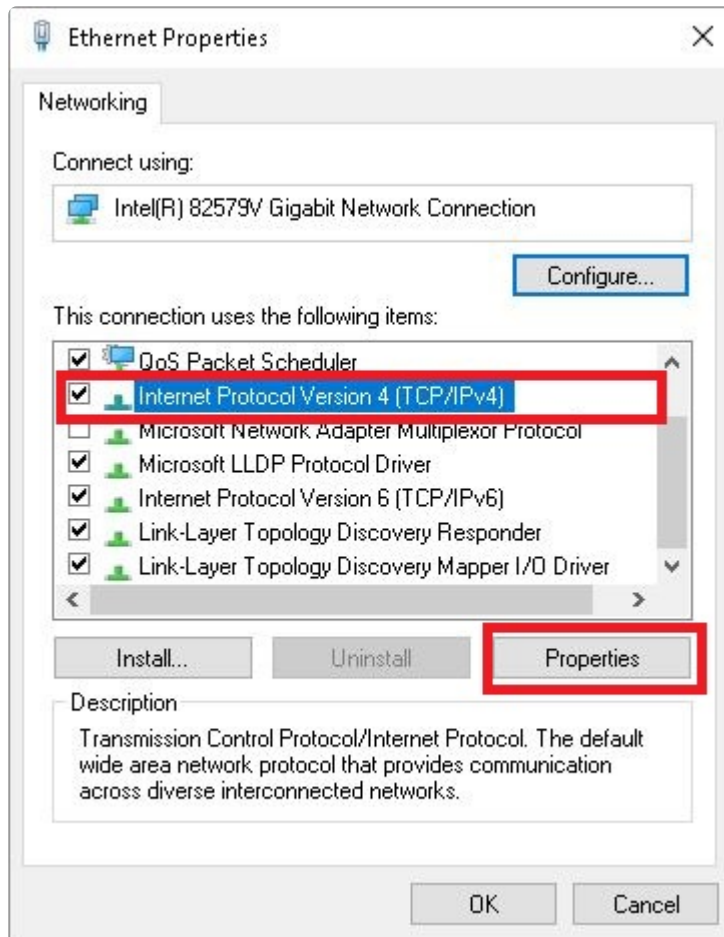 Ethernet Properties
Networking
Connect using:
Intel(R) 82579V Gigabit Network Connection
Configure...
This connection uses the following items:
QoS Packet Scheduler
Internet Protocol Version 4 (TCP/IPv4)
Microsoft Network Adapter Multiplexor Protocol
Microsoft LLDP Protocol Driver
Internet Protocol Version 6 (TCP/IPv6)
Link-Layer Topology Discovery Responder
Link-Layer Topology Discovery Mapper I/O Driver
Install... Uninstall Properties
Description
Transmission Control Protocol/Internet Protocol. The default
wide area network protocol that provides communication
across diverse interconnected networks.
OK Cancel